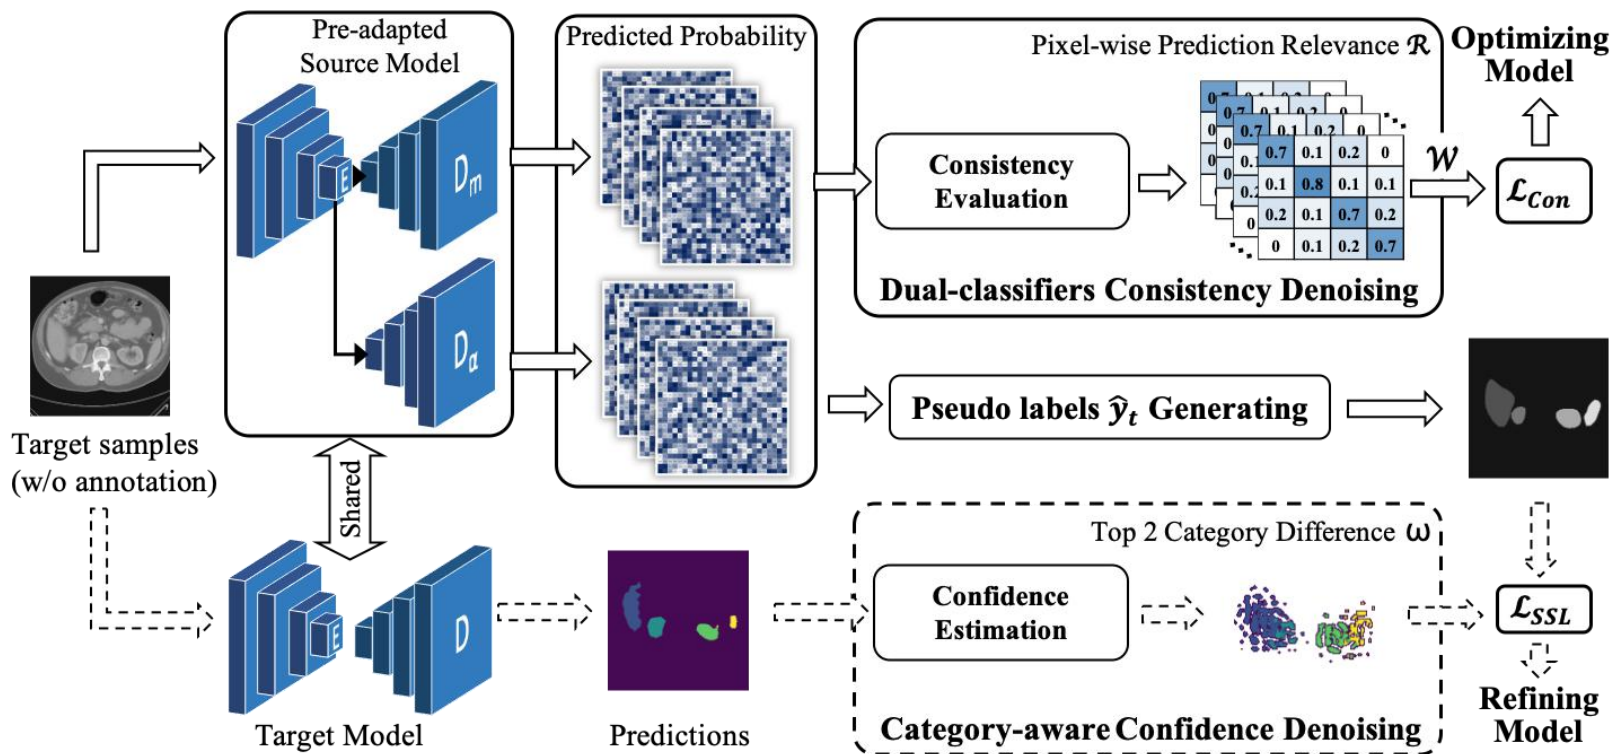 Pre-adapted
Source Model
E
D_m
D_α
Predicted Probability
Pixel-wise Prediction Relevance ℛ
0.7 0.1 0.2 0
0.1 0.8 0.1 0.1
0.2 0.1 0.7 0.2
0 0.1 0.2 0.7
Consistency
Evaluation
Dual-classifiers Consistency Denoising
𝒲
Optimizing
Model
ℒ_Con
Target samples
(w/o annotation)
Shared
Pseudo labels ŷ_t Generating
E
D
Target Model
Predictions
Top 2 Category Difference ω
Confidence
Estimation
Category-aware Confidence Denoising
ℒ_SSL
Refining
Model